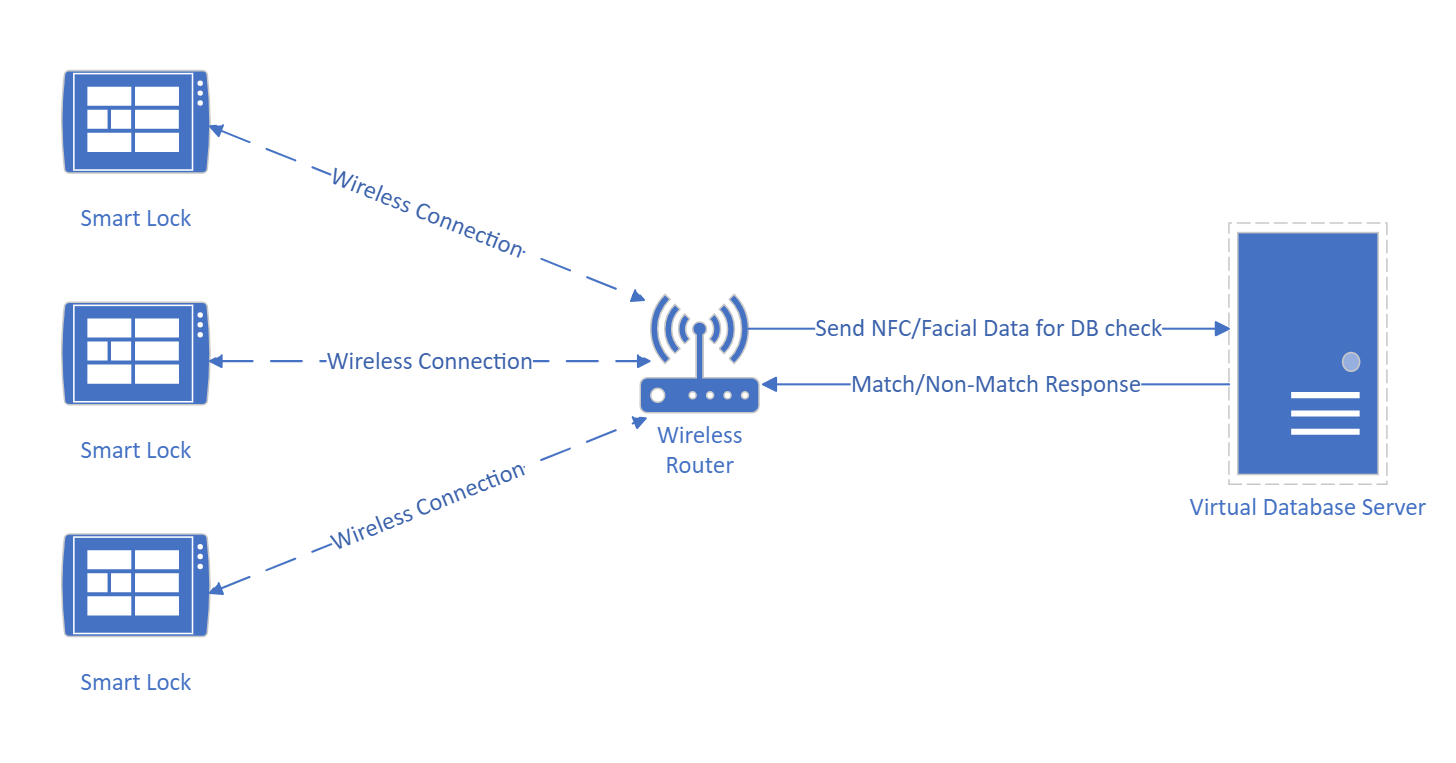 Smart Lock
Wireless Connection
Smart Lock
Wireless Connection
Smart Lock
Wireless Connection
Wireless
Router
Send NFC/Facial Data for DB check
Match/Non-Match Response
Virtual Database Server